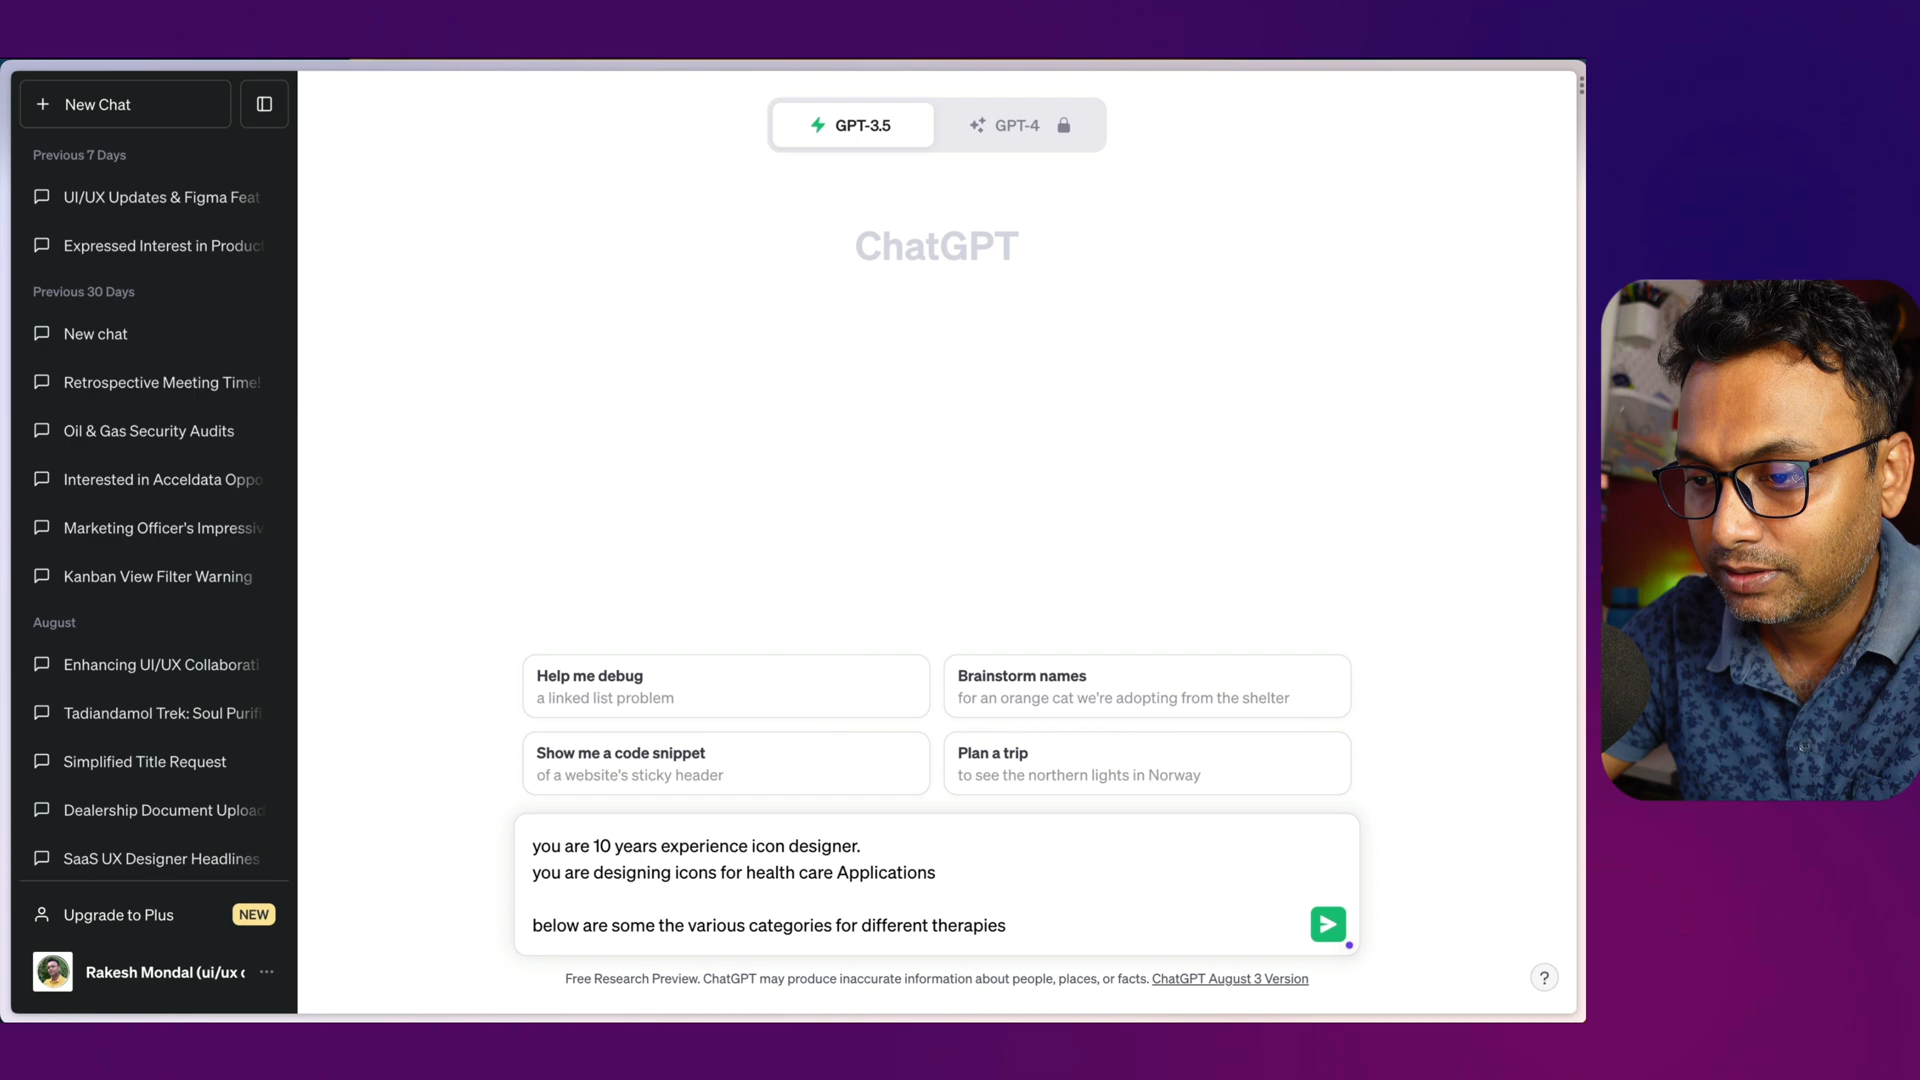 New Chat
Previous 7 Days
UI/UX Updates & Figma Feat
Expressed Interest in Produc
Previous 30 Days
New chat
Retrospective Meeting Time!
Oil & Gas Security Audits
Interested in Acceldata Oppo
Marketing Officer's Impressiv
Kanban View Filter Warning
August
Enhancing UI/UX Collaborati
Tadiandamol Trek: Soul Purifi
Simplified Title Request
Dealership Document Upload
SaaS UX Designer Headlines
Upgrade to Plus NEW
Rakesh Mondal (ui/ux d
GPT-3.5 GPT-4
ChatGPT
Help me debug
a linked list problem
Brainstorm names
for an orange cat we're adopting from the shelter
Show me a code snippet
of a website's sticky header
Plan a trip
to see the northern lights in Norway
you are 10 years experience icon designer.
you are designing icons for health care Applications
below are some the various categories for different therapies
Free Research Preview. ChatGPT may produce inaccurate information about people, places, or facts. ChatGPT August 3 Version
?